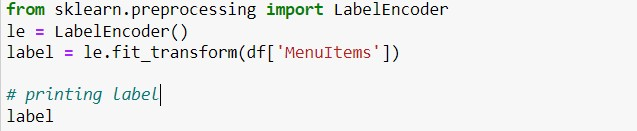 from sklearn.preprocessing import LabelEncoder
le = LabelEncoder()
label = le.fit_transform(df['MenuItems'])
# printing label
label